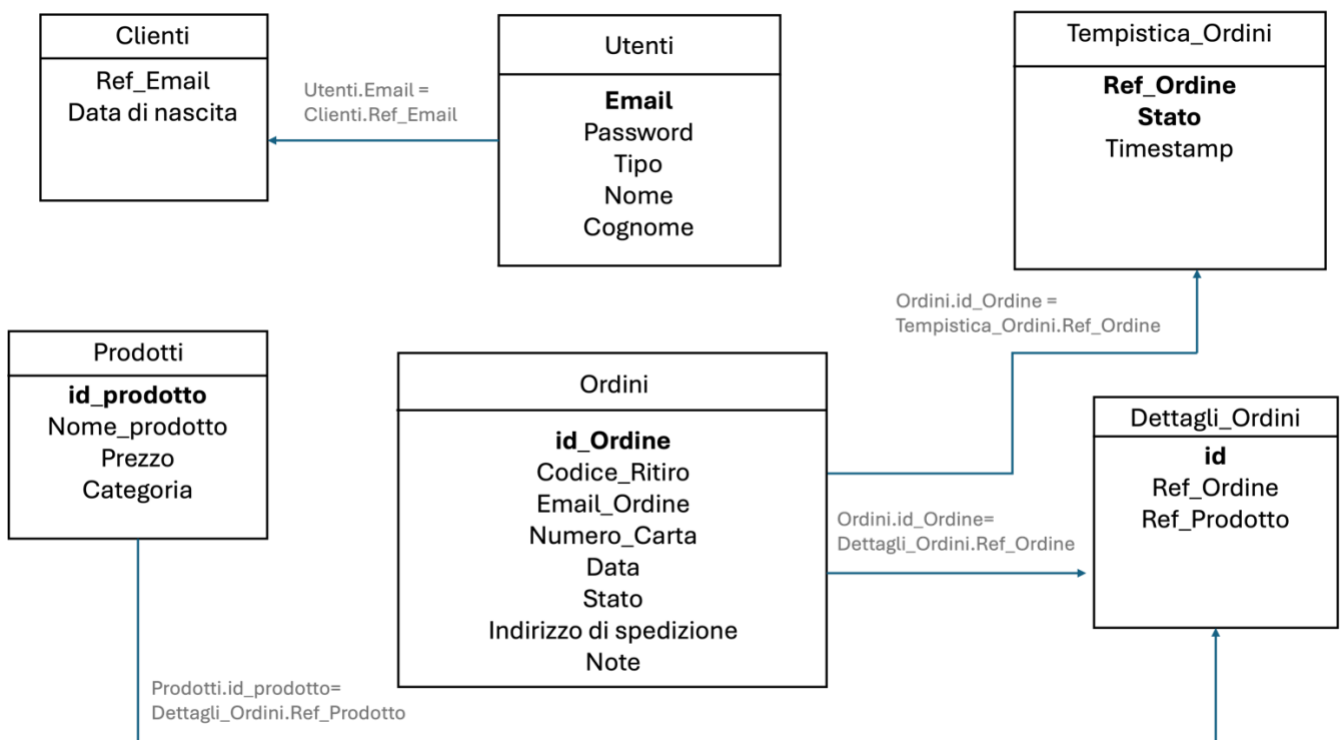 Clienti
Ref_Email
Data di nascita
Utenti.Email =
Clienti.Ref_Email
Utenti
Email
Password
Tipo
Nome
Cognome
Tempistica_Ordini
Ref_Ordine
Stato
Timestamp
Ordini.id_Ordine =
Tempistica_Ordini.Ref_Ordine
Prodotti
id_prodotto
Nome_prodotto
Prezzo
Categoria
Ordini
id_Ordine
Codice_Ritiro
Email_Ordine
Numero_Carta
Data
Stato
Indirizzo di spedizione
Note
Ordini.id_Ordine=
Dettagli_Ordini.Ref_Ordine
Dettagli_Ordini
id
Ref_Ordine
Ref_Prodotto
Prodotti.id_prodotto=
Dettagli_Ordini.Ref_Prodotto